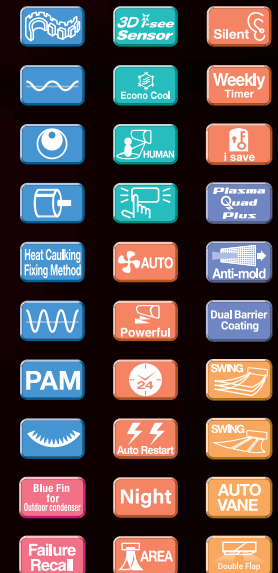 3D i-see
Sensor
Silent
Econo Cool
Weekly
Timer
HUMAN
i save
Plasma
Quad
Plus
Heat Caulking
Fixing Method
AUTO
Anti-mold
Powerful
Dual Barrier
Coating
PAM
24
SWING
Auto Restart
SWING
Blue Fin
for
Outdoor condenser
Night
AUTO
VANE
Failure
Recall
AREA
Double Flap